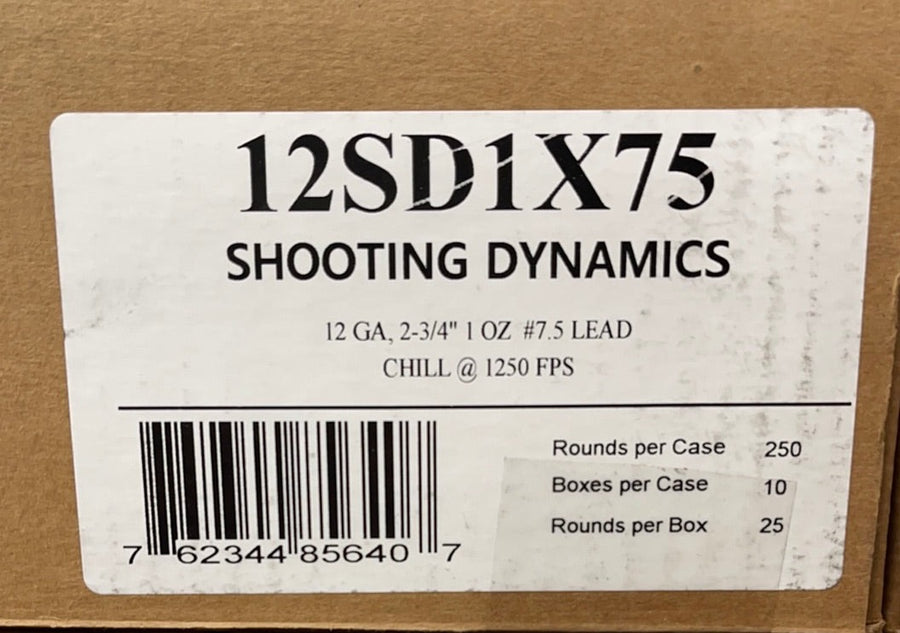 12SD1X75
SHOOTING DYNAMICS
12 GA, 2-3/4" 1 OZ #7.5 LEAD
CHILL @ 1250 FPS
Rounds per Case 250
Boxes per Case 10
Rounds per Box 25
7 62344 85640 7